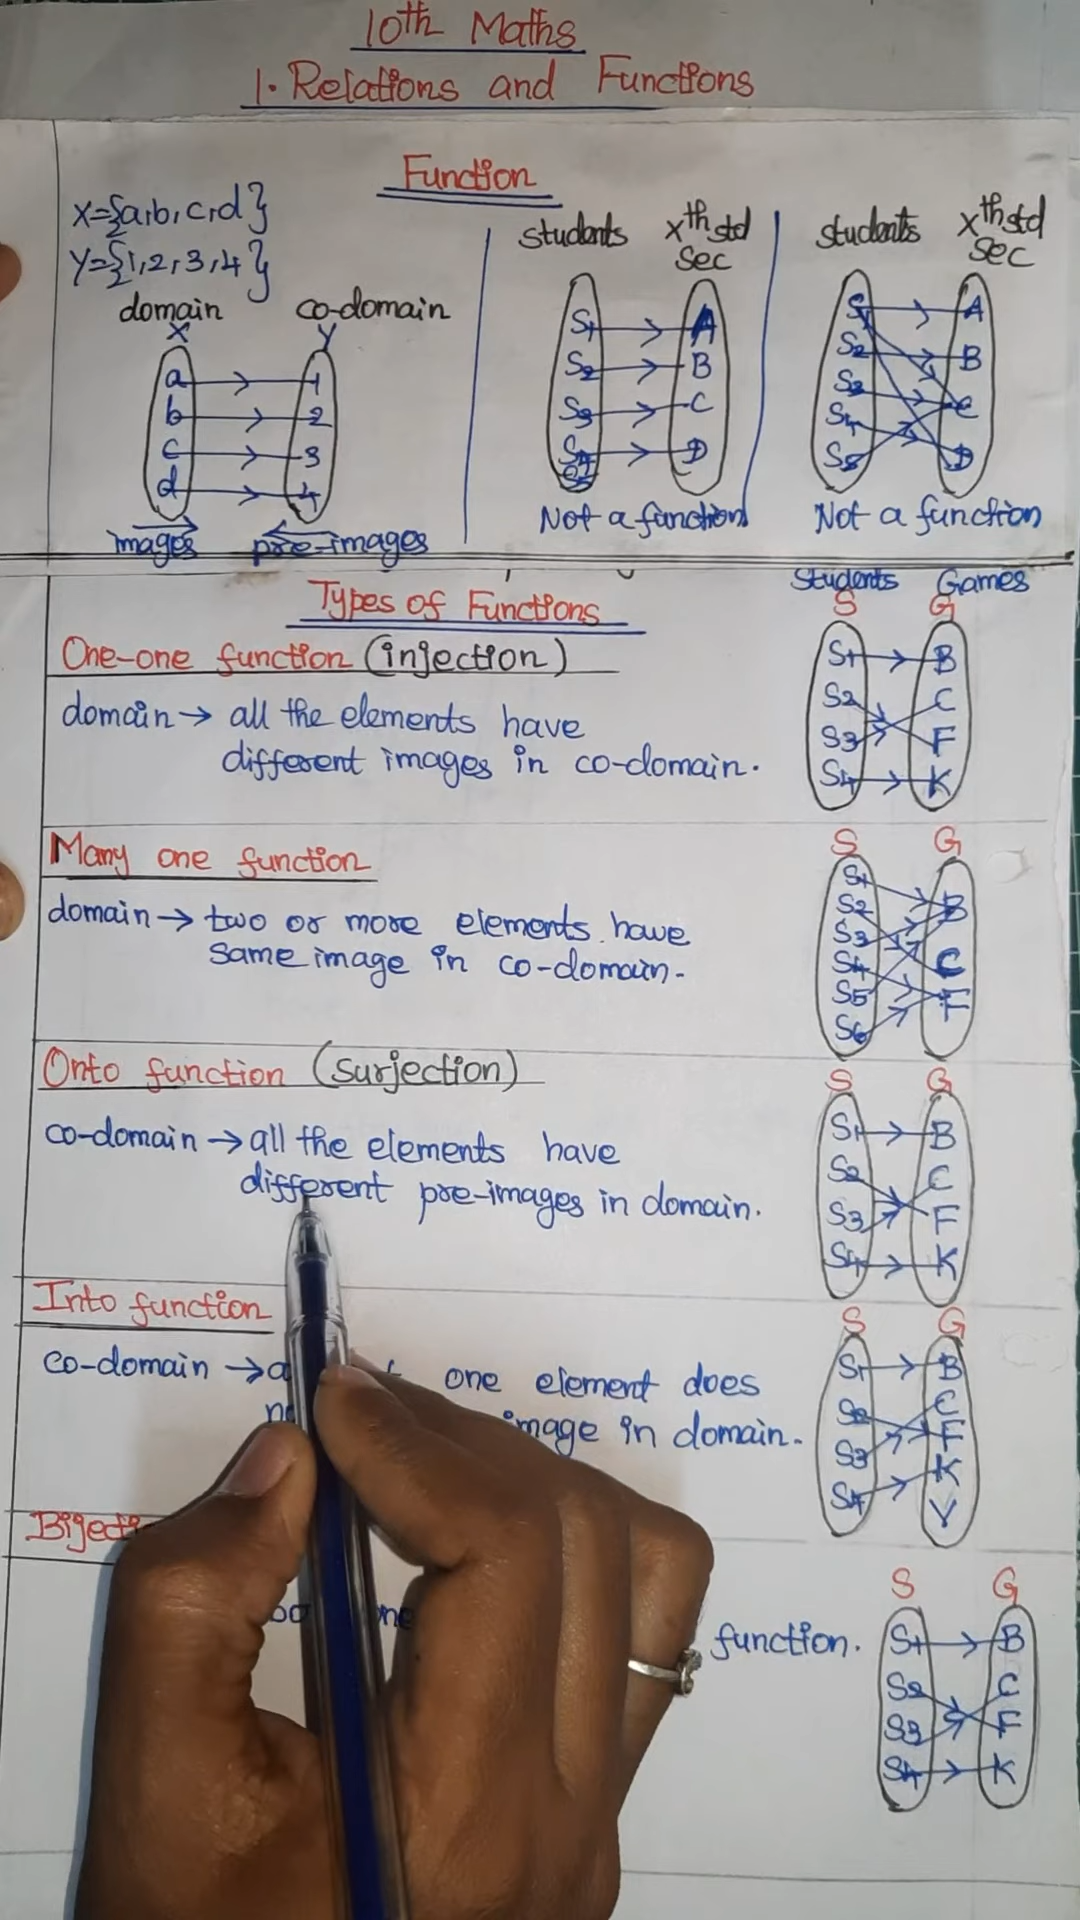 10th Maths
1. Relations and Functions
Function
X={a,b,c,d}
Y={1,2,3,4}
domain co-domain
X Y
a 1
b 2
c 3
d 4
images pre-images
students Xth std
sec
S1 A
S2 B
S3 C
S4 D
S5
Not a function
students Xth std
sec
S1 A
S2 B
S3 C
S4 D
S5
Not a function
Types of Functions
One-one function (injection)
domain → all the elements have
different images in co-domain.
Students Games
S G
S1 B
S2 C
S3 F
S4 K
Many one function
domain → two or more elements have
same image in co-domain.
S G
S1 B
S2 C
S3 F
S4
S5
S6
Onto function (surjection)
co-domain → all the elements have
different pre-images in domain.
S G
S1 B
S2 C
S3 F
S4 K
Into function
co-domain → one element does
image in domain.
S G
S1 B
S2 C
S3 F
S4 K
V
function.
S G
S1 B
S2 C
S3 F
S4 K